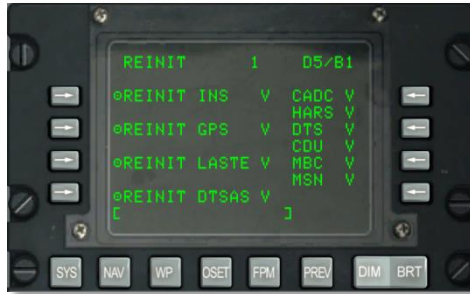 REINIT 1 D5/B1
⊙REINIT INS V CADC V
HARS V
⊙REINIT GPS V DTS V
CDU V
⊙REINIT LASTE V MBC V
MSN V
⊙REINIT DTSAS V
[ ]
SYS NAV WP OSET FPM PREV DIM BRT